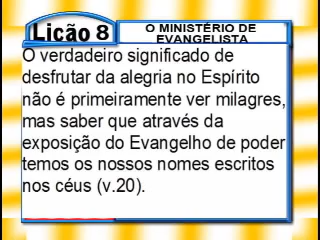 Lição 8
O MINISTÉRIO DE
EVANGELISTA
O verdadeiro significado de
desfrutar da alegria no Espírito
não é primeiramente ver milagres,
mas saber que através da
exposição do Evangelho de poder
temos os nossos nomes escritos
nos céus (v.20).